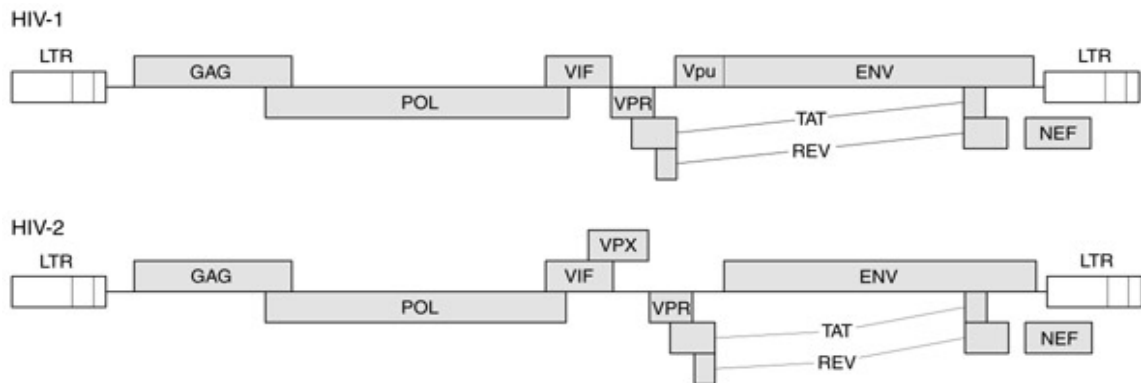 HIV-1
LTR
GAG
VIF
Vpu
ENV
LTR
POL
VPR
TAT
REV
NEF
HIV-2
VPX
LTR
GAG
VIF
ENV
LTR
POL
VPR
TAT
REV
NEF